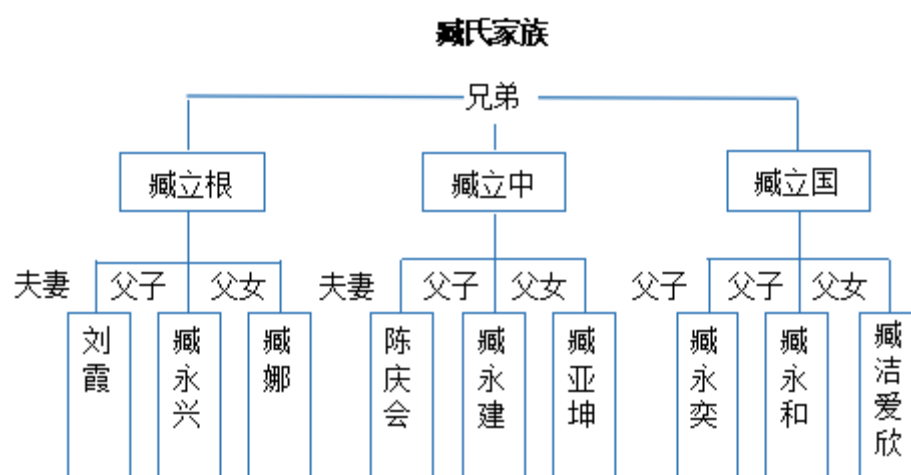 臧氏家族
兄弟
臧立根
臧立中
臧立国
夫妻 父子 父女 夫妻 父子 父女 父子 父子 父女
刘霞
臧永兴
臧娜
陈庆会
臧永建
臧亚坤
臧永奕
臧永和
臧洁爱欣